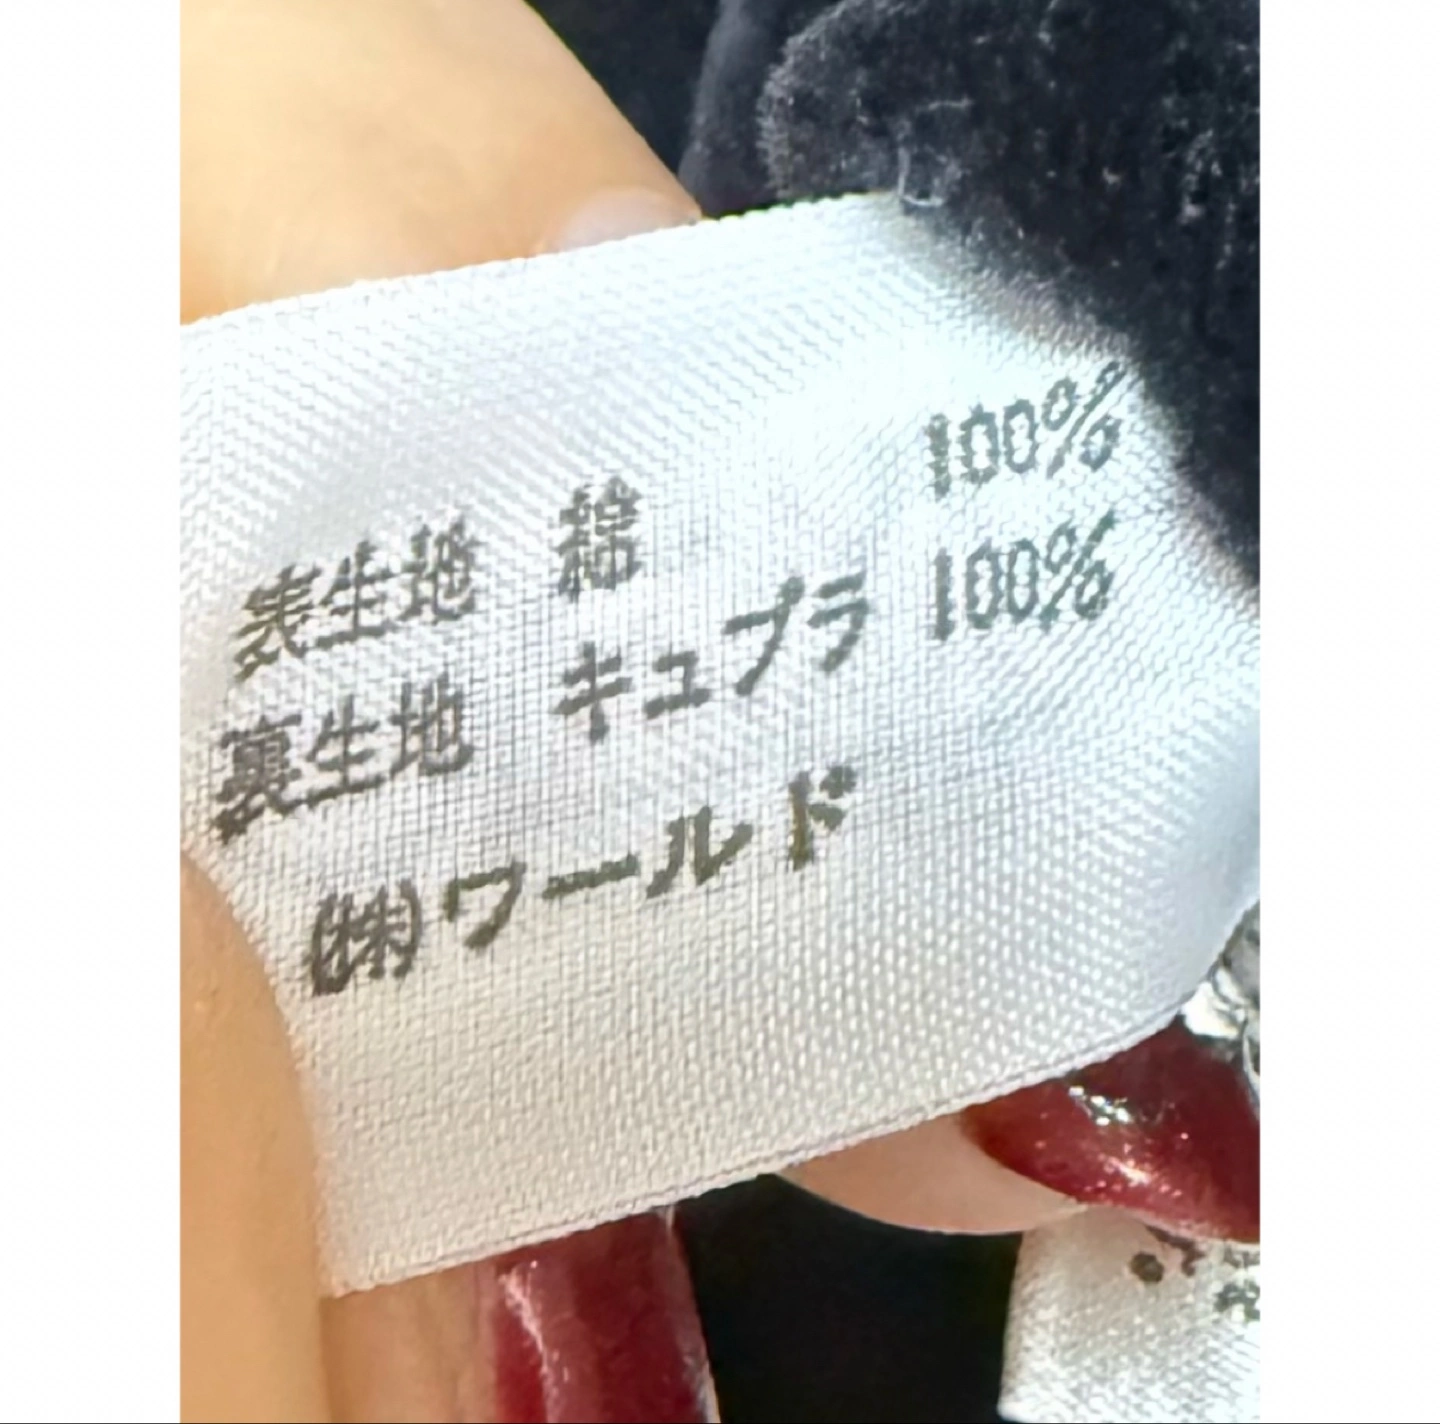 表生地 綿 100%
裏生地 キュプラ 100%
㈱ワールド